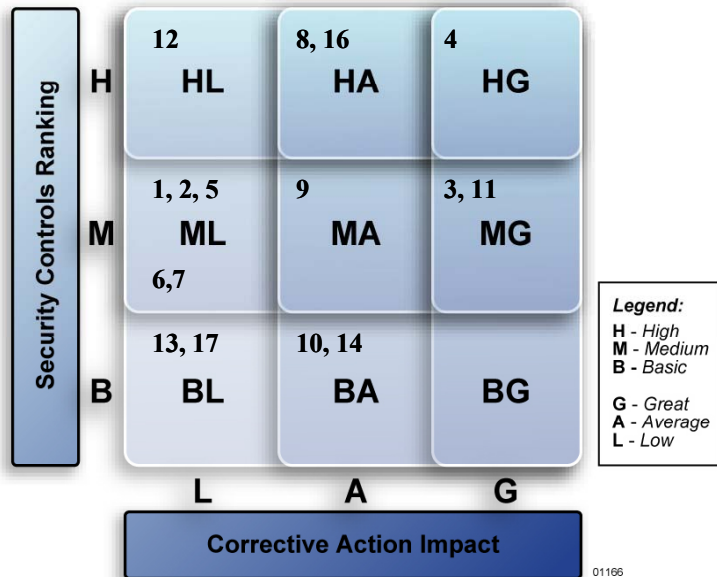 Security Controls Ranking
H
M
B
12
HL
8, 16
HA
4
HG
1, 2, 5
ML
6,7
9
MA
3, 11
MG
13, 17
BL
10, 14
BA
BG
L
A
G
Corrective Action Impact
Legend:
H - High
M - Medium
B - Basic
G - Great
A - Average
L - Low
01166